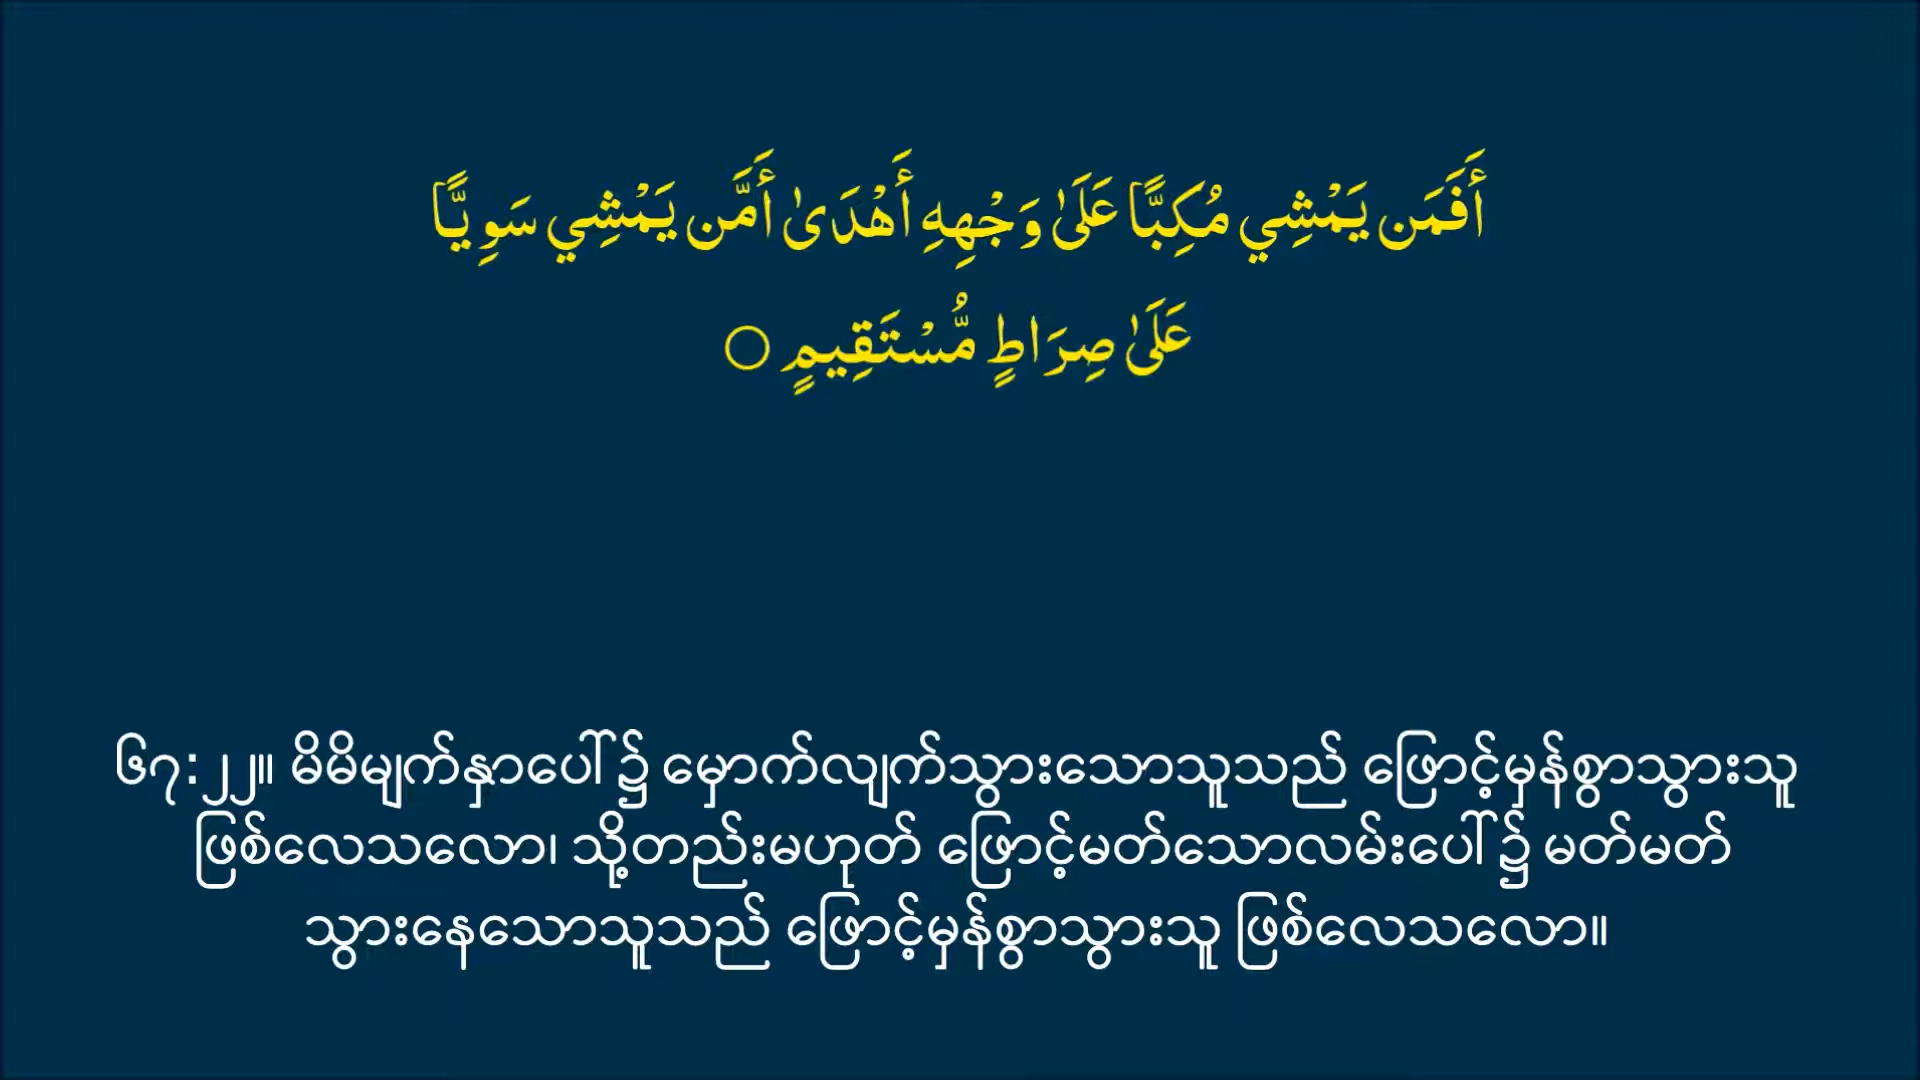 أَفَمَن يَمْشِي مُكِبًّا عَلَىٰ وَجْهِهِ أَهْدَىٰ أَمَّن يَمْشِي سَوِيًّا
عَلَىٰ صِرَاطٍ مُّسْتَقِيمٍ ○
၆၇:၂၂။ မိမိမျက်နှာပေါ်၌ မှောက်လျက်သွားသောသူသည် ဖြောင့်မှန်စွာသွားသူ
ဖြစ်လေသလော၊ သို့တည်းမဟုတ် ဖြောင့်မတ်သောလမ်းပေါ်၌ မတ်မတ်
သွားနေသောသူသည် ဖြောင့်မှန်စွာသွားသူ ဖြစ်လေသလော။